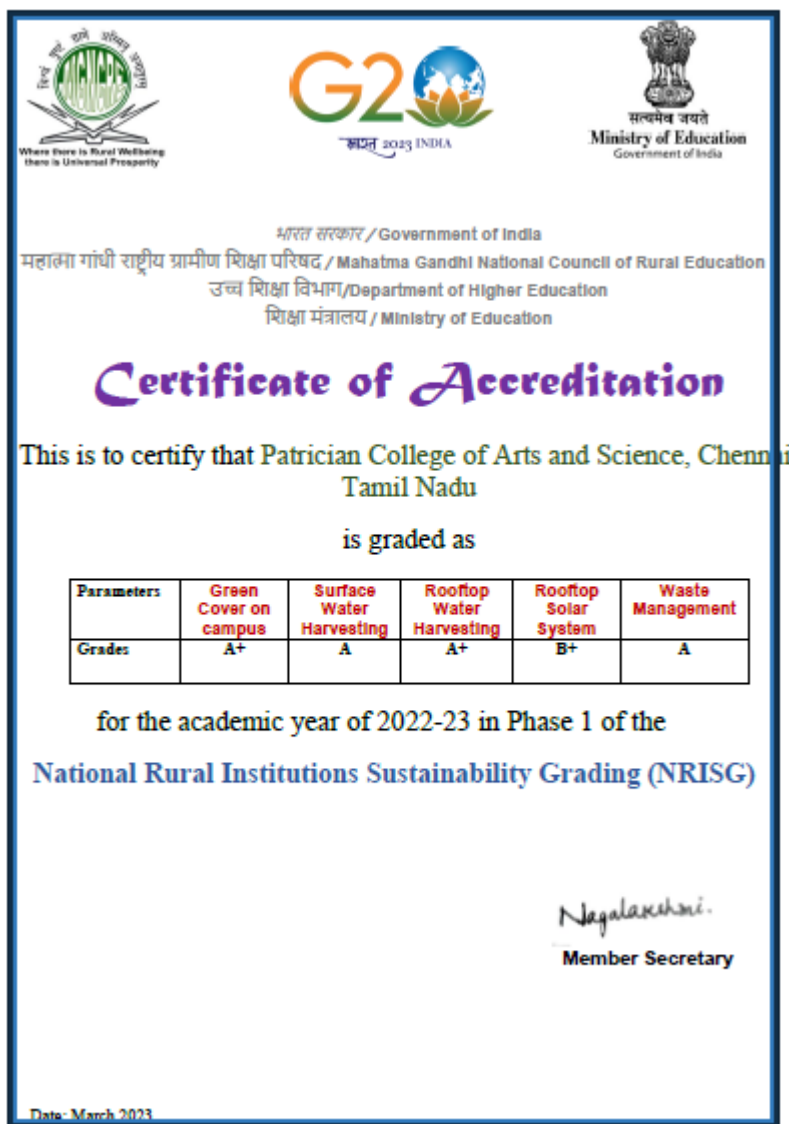 Where there is Rural Wellbeing
there is Universal Prosperity
G20
भारत 2023 INDIA
सत्यमेव जयते
Ministry of Education
Government of India
भारत सरकार / Government of India
महात्मा गांधी राष्ट्रीय ग्रामीण शिक्षा परिषद / Mahatma Gandhi National Council of Rural Education
उच्च शिक्षा विभाग/Department of Higher Education
शिक्षा मंत्रालय / Ministry of Education
Certificate of Accreditation
This is to certify that Patrician College of Arts and Science, Chennai
Tamil Nadu
is graded as
Parameters Green Cover on campus Surface Water Harvesting Rooftop Water Harvesting Rooftop Solar System Waste Management
Grades A+ A A+ B+ A
for the academic year of 2022-23 in Phase 1 of the
National Rural Institutions Sustainability Grading (NRISG)
Nagalakshmi.
Member Secretary
Date: March 2023